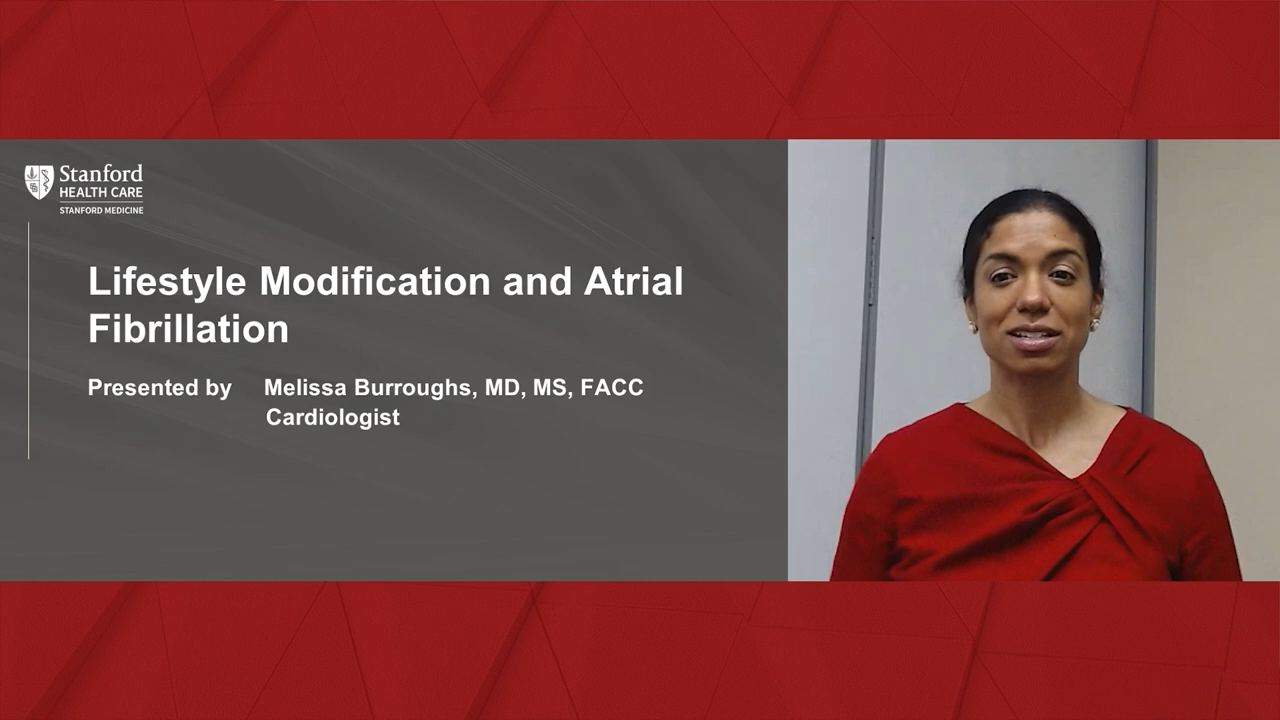 Stanford
HEALTH CARE
STANFORD MEDICINE
Lifestyle Modification and Atrial
Fibrillation
Presented by Melissa Burroughs, MD, MS, FACC
Cardiologist